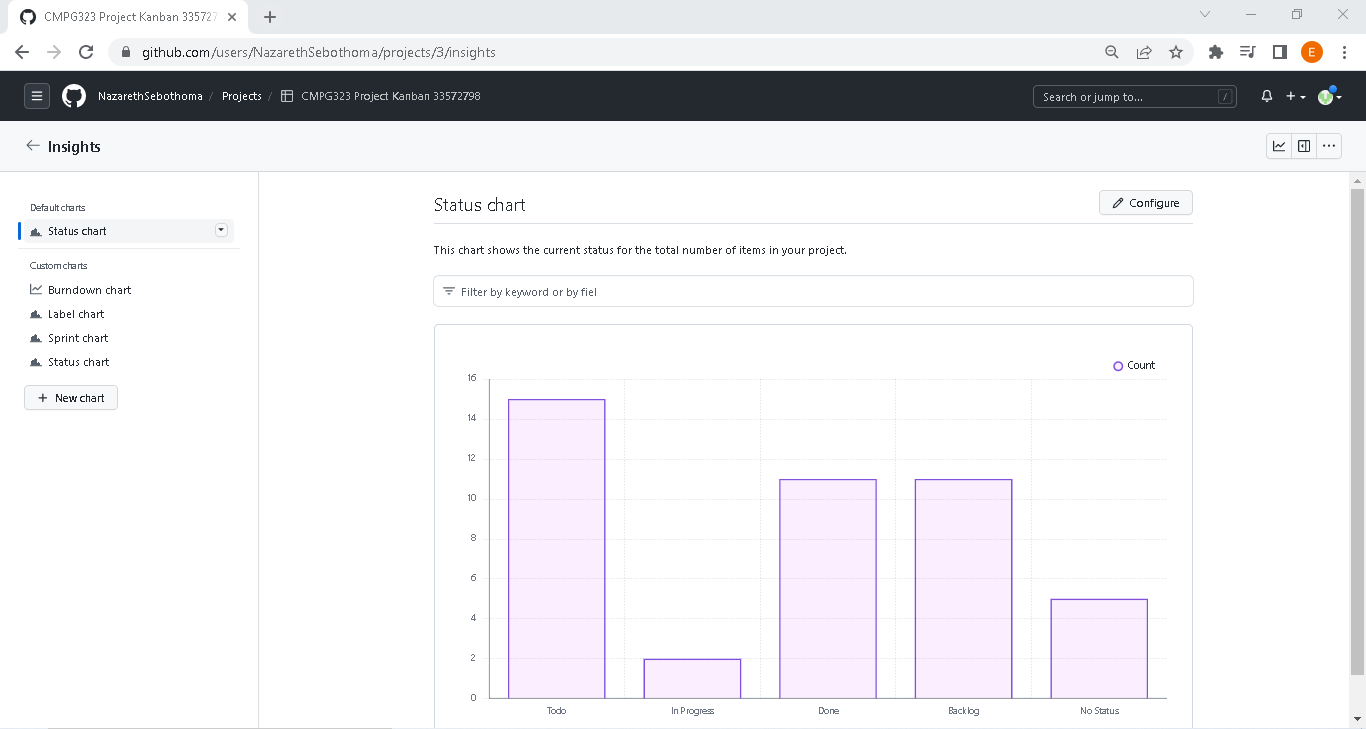 CMPG323 Project Kanban 335727
github.com/users/NazarethSebothoma/projects/3/insights
E
NazarethSebothoma / Projects / CMPG323 Project Kanban 33572798
Search or jump to... /
Insights
Default charts
Status chart
Custom charts
Burndown chart
Label chart
Sprint chart
Status chart
New chart
Status chart
Configure
This chart shows the current status for the total number of items in your project.
Filter by keyword or by fiel
Count
16
14
12
10
8
6
4
2
0
Todo In Progress Done Backlog No Status